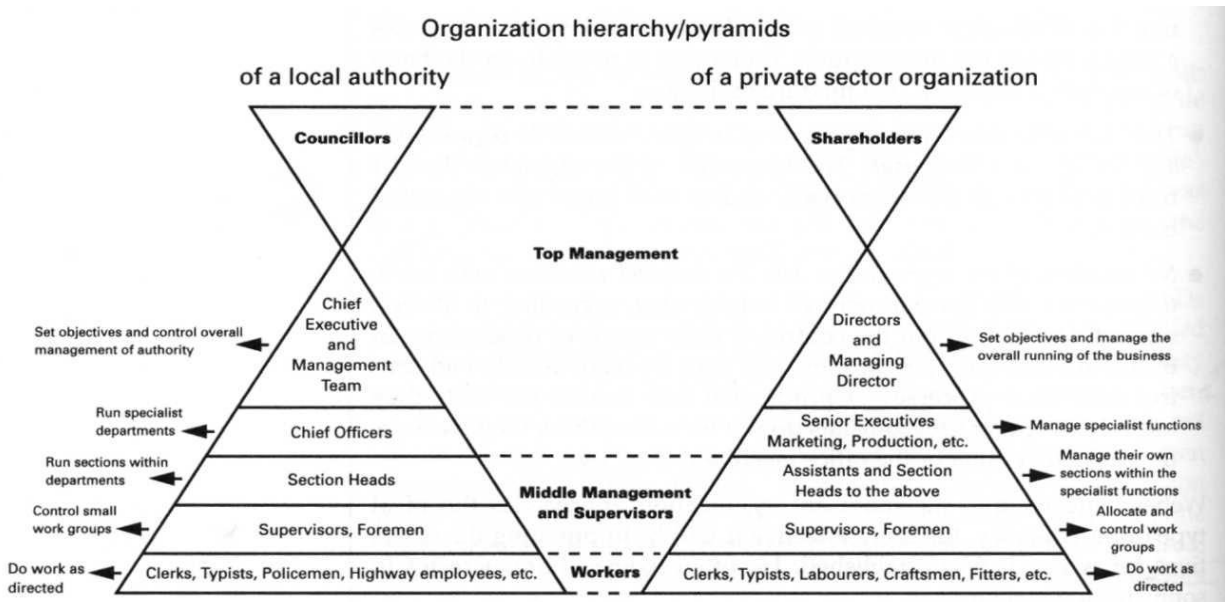 Organization hierarchy/pyramids
of a local authority
of a private sector organization
Councillors
Shareholders
Top Management
Chief
Executive
and
Management
Team
Directors
and
Managing
Director
Set objectives and control overall
management of authority
Set objectives and manage the
overall running of the business
Run specialist
departments
Chief Officers
Senior Executives
Marketing, Production, etc.
Manage specialist functions
Run sections within
departments
Section Heads
Assistants and Section
Heads to the above
Manage their own
sections within the
specialist functions
Middle Management
and Supervisors
Control small
work groups
Supervisors, Foremen
Supervisors, Foremen
Allocate and
control work
groups
Do work as
directed
Clerks, Typists, Policemen, Highway employees, etc.
Workers
Clerks, Typists, Labourers, Craftsmen, Fitters, etc.
Do work as
directed